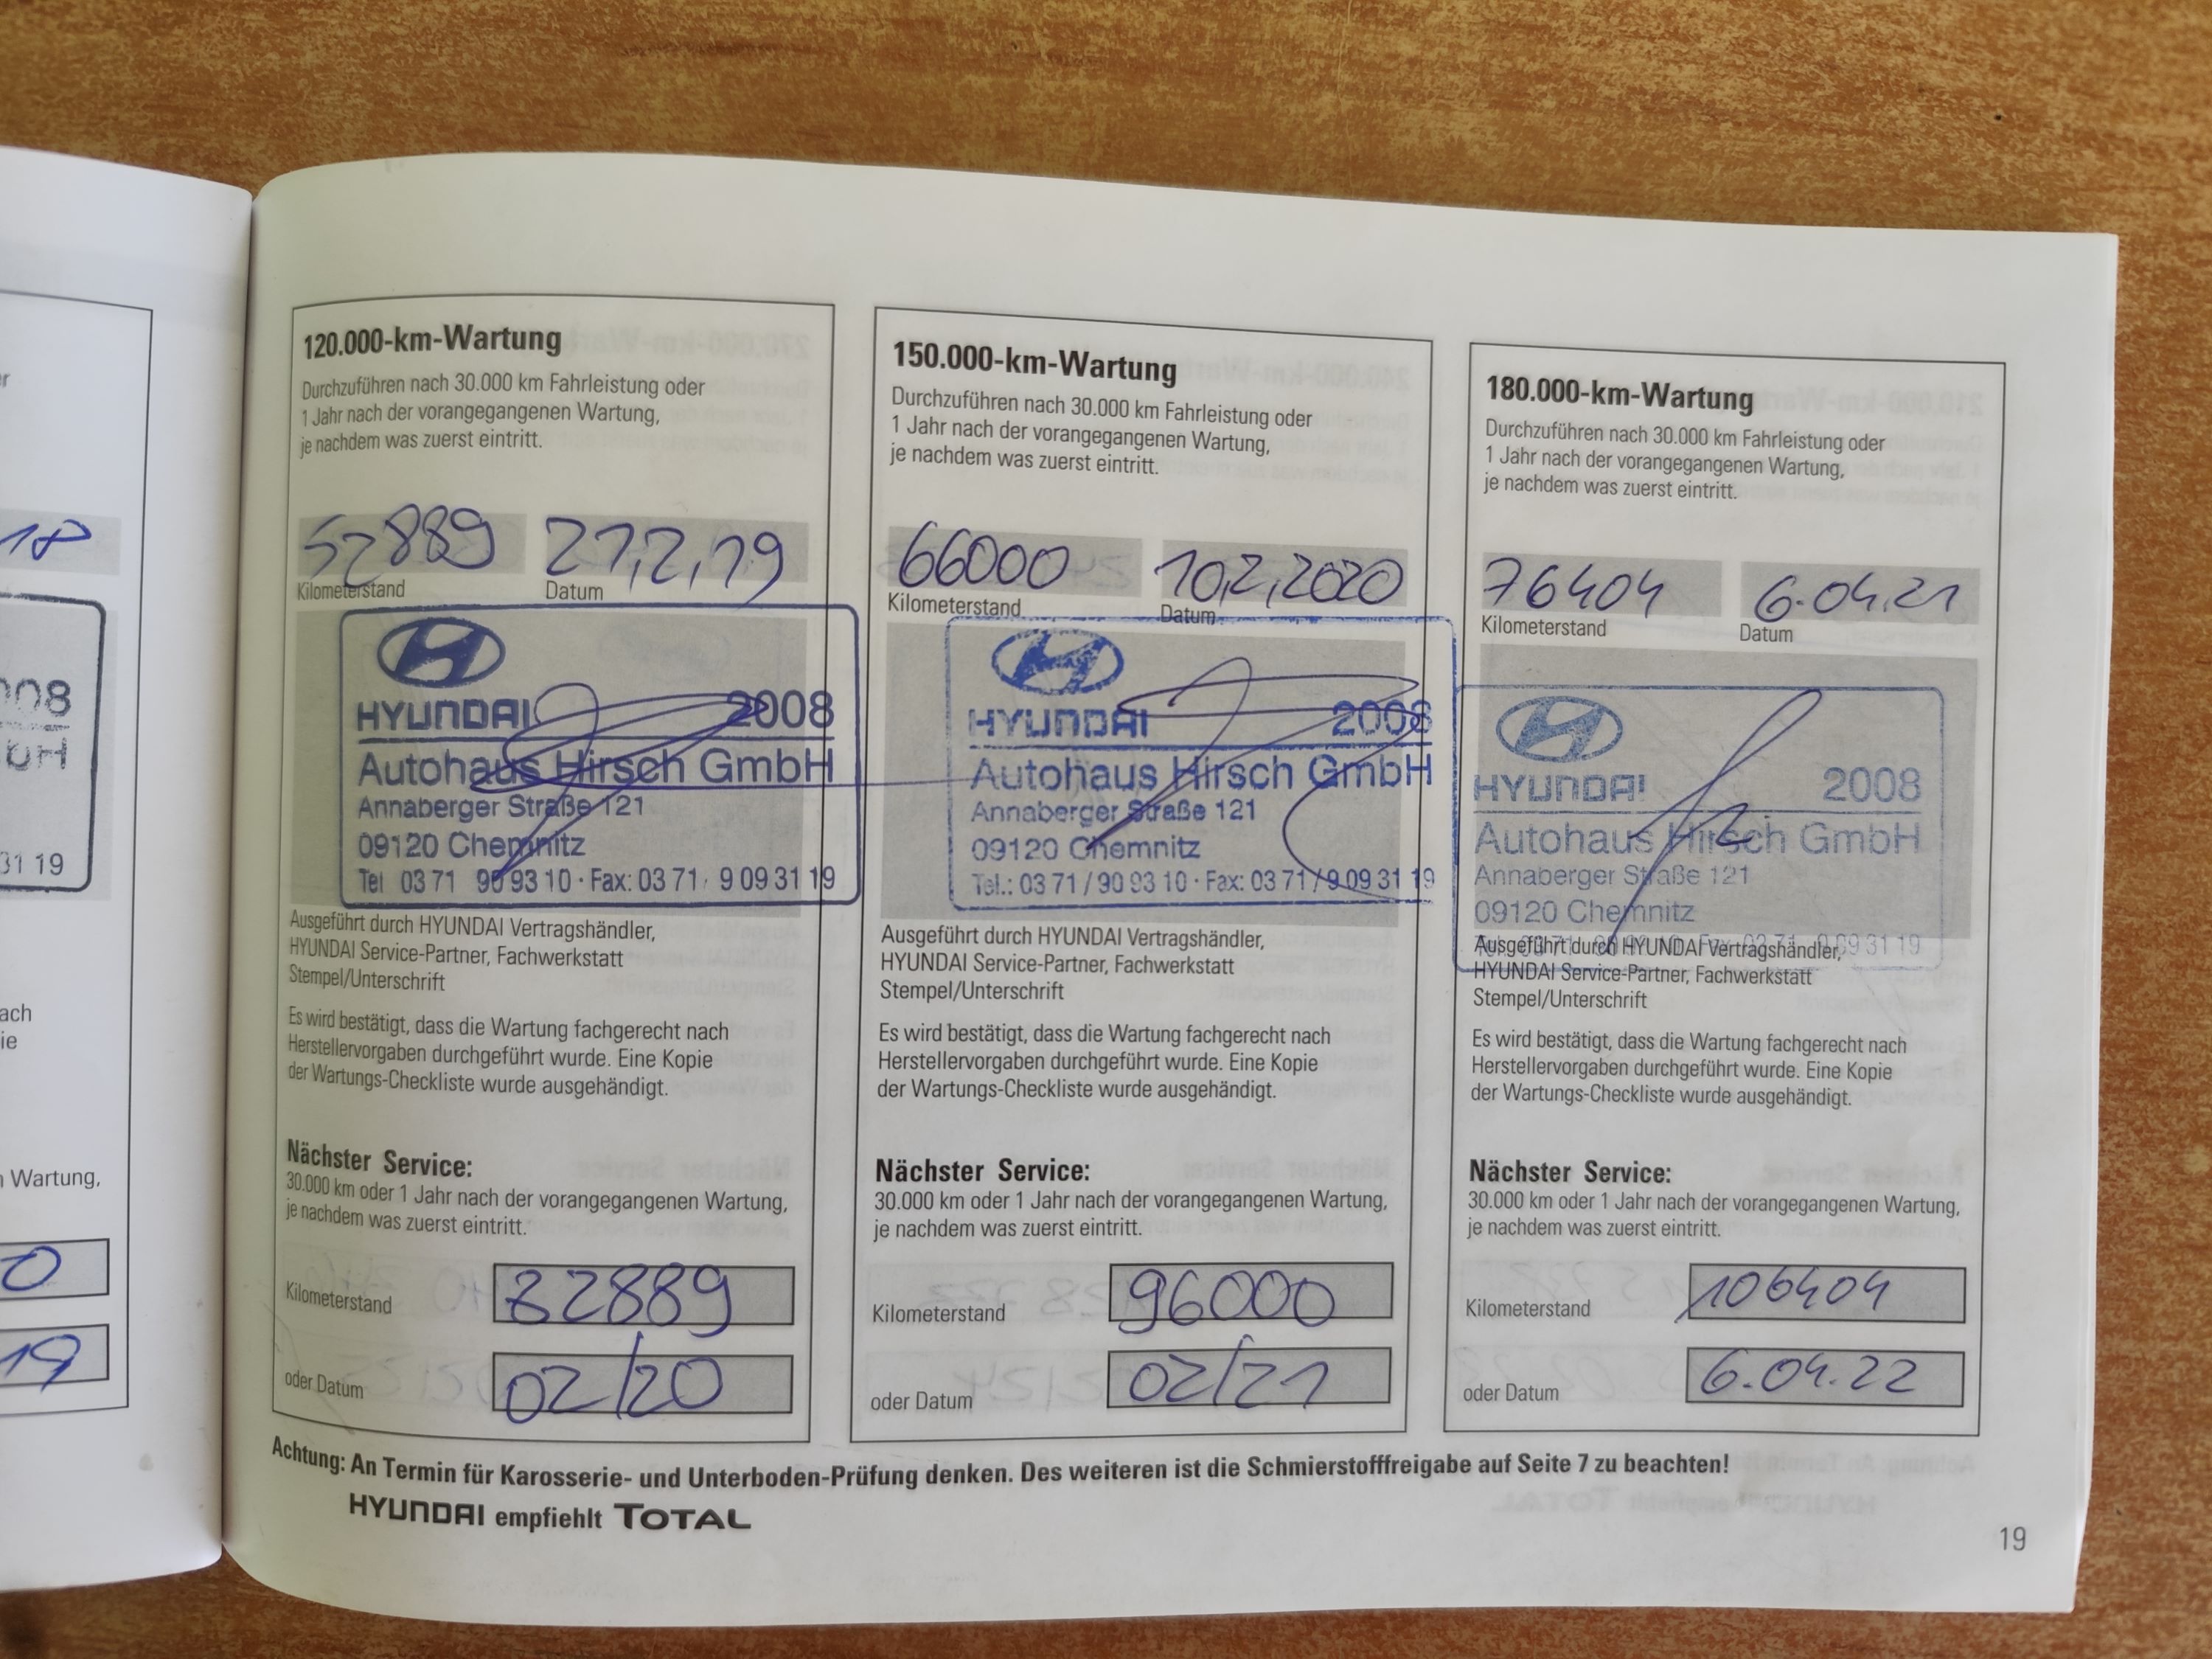 18
008
bH
31 19
ach
ie
Wartung,
0
19
120.000-km-Wartung
Durchzuführen nach 30.000 km Fahrleistung oder
1 Jahr nach der vorangegangenen Wartung,
je nachdem was zuerst eintritt.
52889 27,2,19
Kilometerstand Datum
HYUNDAI 2008
Autohaus Hirsch GmbH
Annaberger Straße 121
09120 Chemnitz
Tel 03 71 90 93 10 · Fax: 03 71 9 09 31 19
Ausgeführt durch HYUNDAI Vertragshändler,
HYUNDAI Service-Partner, Fachwerkstatt
Stempel/Unterschrift
Es wird bestätigt, dass die Wartung fachgerecht nach
Herstellervorgaben durchgeführt wurde. Eine Kopie
der Wartungs-Checkliste wurde ausgehändigt.
Nächster Service:
30.000 km oder 1 Jahr nach der vorangegangenen Wartung,
je nachdem was zuerst eintritt.
Kilometerstand 82889
oder Datum 02/20
150.000-km-Wartung
Durchzuführen nach 30.000 km Fahrleistung oder
1 Jahr nach der vorangegangenen Wartung,
je nachdem was zuerst eintritt.
66000 10,2,2020
Kilometerstand Datum
HYUNDAI 2008
Autohaus Hirsch GmbH
Annaberger Straße 121
09120 Chemnitz
Tel.: 03 71 / 90 93 10 · Fax: 03 71 / 9 09 31 19
Ausgeführt durch HYUNDAI Vertragshändler,
HYUNDAI Service-Partner, Fachwerkstatt
Stempel/Unterschrift
Es wird bestätigt, dass die Wartung fachgerecht nach
Herstellervorgaben durchgeführt wurde. Eine Kopie
der Wartungs-Checkliste wurde ausgehändigt.
Nächster Service:
30.000 km oder 1 Jahr nach der vorangegangenen Wartung,
je nachdem was zuerst eintritt.
Kilometerstand 96000
oder Datum 02/21
180.000-km-Wartung
Durchzuführen nach 30.000 km Fahrleistung oder
1 Jahr nach der vorangegangenen Wartung,
je nachdem was zuerst eintritt.
76404 6.04.21
Kilometerstand Datum
HYUNDAI 2008
Autohaus Hirsch GmbH
Annaberger Straße 121
09120 Chemnitz
9 09 31 19
Ausgeführt durch HYUNDAI Vertragshändler,
HYUNDAI Service-Partner, Fachwerkstatt
Stempel/Unterschrift
Es wird bestätigt, dass die Wartung fachgerecht nach
Herstellervorgaben durchgeführt wurde. Eine Kopie
der Wartungs-Checkliste wurde ausgehändigt.
Nächster Service:
30.000 km oder 1 Jahr nach der vorangegangenen Wartung,
je nachdem was zuerst eintritt.
Kilometerstand 106404
oder Datum 6.04.22
Achtung: An Termin für Karosserie- und Unterboden-Prüfung denken. Des weiteren ist die Schmierstofffreigabe auf Seite 7 zu beachten!
HYUNDAI empfiehlt TOTAL
19